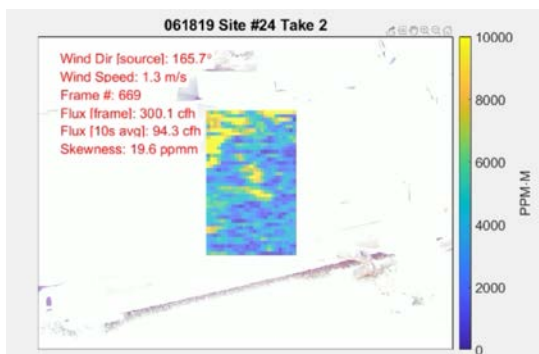 061819 Site #24 Take 2
Wind Dir [source]: 165.7°
Wind Speed: 1.3 m/s
Frame #: 669
Flux [frame]: 300.1 cfh
Flux [10s avg]: 94.3 cfh
Skewness: 19.6 ppmm
10000
8000
6000
4000
2000
0
PPM-M